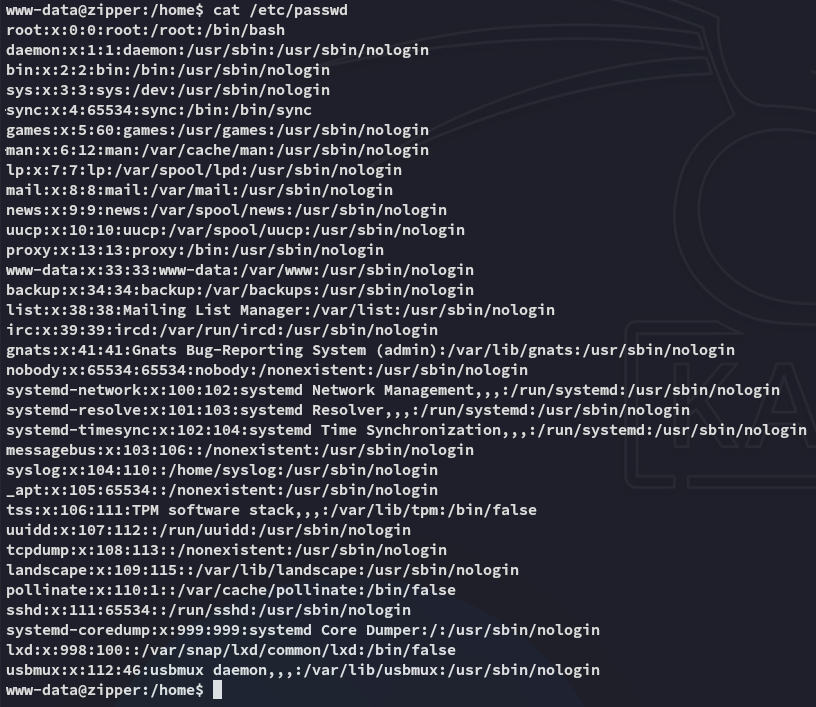 www-data@zipper:/home$ cat /etc/passwd
root:x:0:0:root:/root:/bin/bash
daemon:x:1:1:daemon:/usr/sbin:/usr/sbin/nologin
bin:x:2:2:bin:/bin:/usr/sbin/nologin
sys:x:3:3:sys:/dev:/usr/sbin/nologin
sync:x:4:65534:sync:/bin:/bin/sync
games:x:5:60:games:/usr/games:/usr/sbin/nologin
man:x:6:12:man:/var/cache/man:/usr/sbin/nologin
lp:x:7:7:lp:/var/spool/lpd:/usr/sbin/nologin
mail:x:8:8:mail:/var/mail:/usr/sbin/nologin
news:x:9:9:news:/var/spool/news:/usr/sbin/nologin
uucp:x:10:10:uucp:/var/spool/uucp:/usr/sbin/nologin
proxy:x:13:13:proxy:/bin:/usr/sbin/nologin
www-data:x:33:33:www-data:/var/www:/usr/sbin/nologin
backup:x:34:34:backup:/var/backups:/usr/sbin/nologin
list:x:38:38:Mailing List Manager:/var/list:/usr/sbin/nologin
irc:x:39:39:ircd:/var/run/ircd:/usr/sbin/nologin
gnats:x:41:41:Gnats Bug-Reporting System (admin):/var/lib/gnats:/usr/sbin/nologin
nobody:x:65534:65534:nobody:/nonexistent:/usr/sbin/nologin
systemd-network:x:100:102:systemd Network Management,,,:/run/systemd:/usr/sbin/nologin
systemd-resolve:x:101:103:systemd Resolver,,,:/run/systemd:/usr/sbin/nologin
systemd-timesync:x:102:104:systemd Time Synchronization,,,:/run/systemd:/usr/sbin/nologin
messagebus:x:103:106::/nonexistent:/usr/sbin/nologin
syslog:x:104:110::/home/syslog:/usr/sbin/nologin
_apt:x:105:65534::/nonexistent:/usr/sbin/nologin
tss:x:106:111:TPM software stack,,,:/var/lib/tpm:/bin/false
uuidd:x:107:112::/run/uuidd:/usr/sbin/nologin
tcpdump:x:108:113::/nonexistent:/usr/sbin/nologin
landscape:x:109:115::/var/lib/landscape:/usr/sbin/nologin
pollinate:x:110:1::/var/cache/pollinate:/bin/false
sshd:x:111:65534::/run/sshd:/usr/sbin/nologin
systemd-coredump:x:999:999:systemd Core Dumper:/:/usr/sbin/nologin
lxd:x:998:100::/var/snap/lxd/common/lxd:/bin/false
usbmux:x:112:46:usbmux daemon,,,:/var/lib/usbmux:/usr/sbin/nologin
www-data@zipper:/home$